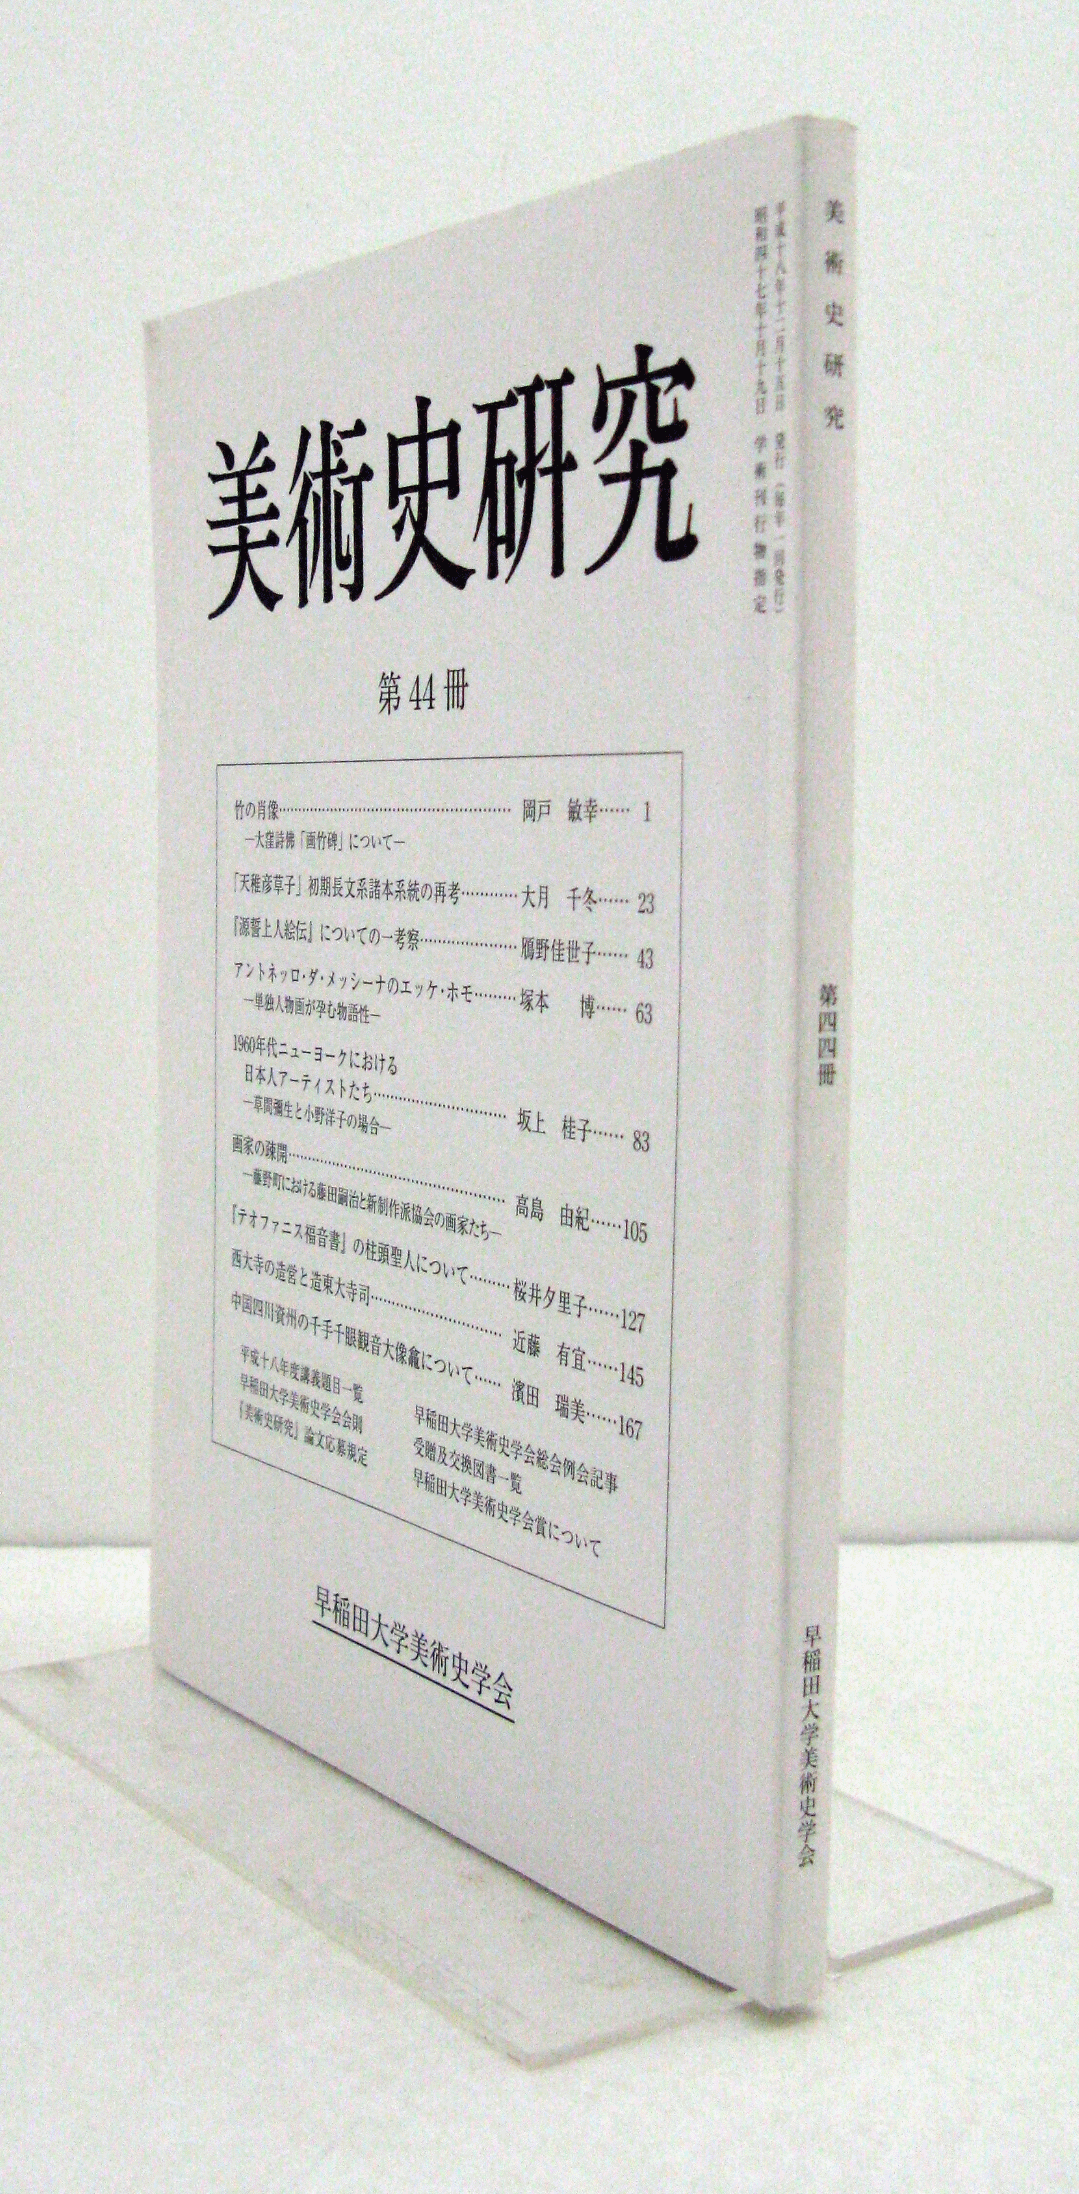 美術史研究
第44冊
竹の肖像…… 岡戸 敏幸…… 1
―大窪詩佛「画竹碑」について―
「天稚彦草子」初期長文系諸本系統の再考…… 大月 千冬…… 23
『源誓上人絵伝』についての一考察…… 鴈野佳世子…… 43
アントネッロ・ダ・メッシーナのエッケ・ホモ…… 塚本 博…… 63
―単独人物画が孕む物語性―
1960年代ニューヨークにおける
日本人アーティストたち…… 坂上 桂子…… 83
―草間彌生と小野洋子の場合―
画家の疎開…… 高島 由紀……105
―藤野町における藤田嗣治と新制作派協会の画家たち―
『テオファニス福音書』の柱頭聖人について…… 桜井夕里子……127
西大寺の造営と造東大寺司…… 近藤 有宜……145
中国四川資州の千手千眼観音大像龕について…… 濱田 瑞美……167
平成十八年度講義題目一覧
早稲田大学美術史学会会則
『美術史研究』論文応募規定
早稲田大学美術史学会総会例会記事
受贈及交換図書一覧
早稲田大学美術史学会賞について
早稲田大学美術史学会
平成十八年十二月十五日 発行（毎年一回発行）
昭和四十七年十月十九日 学術刊行物指定
美術史研究
第四四冊
早稲田大学美術史学会